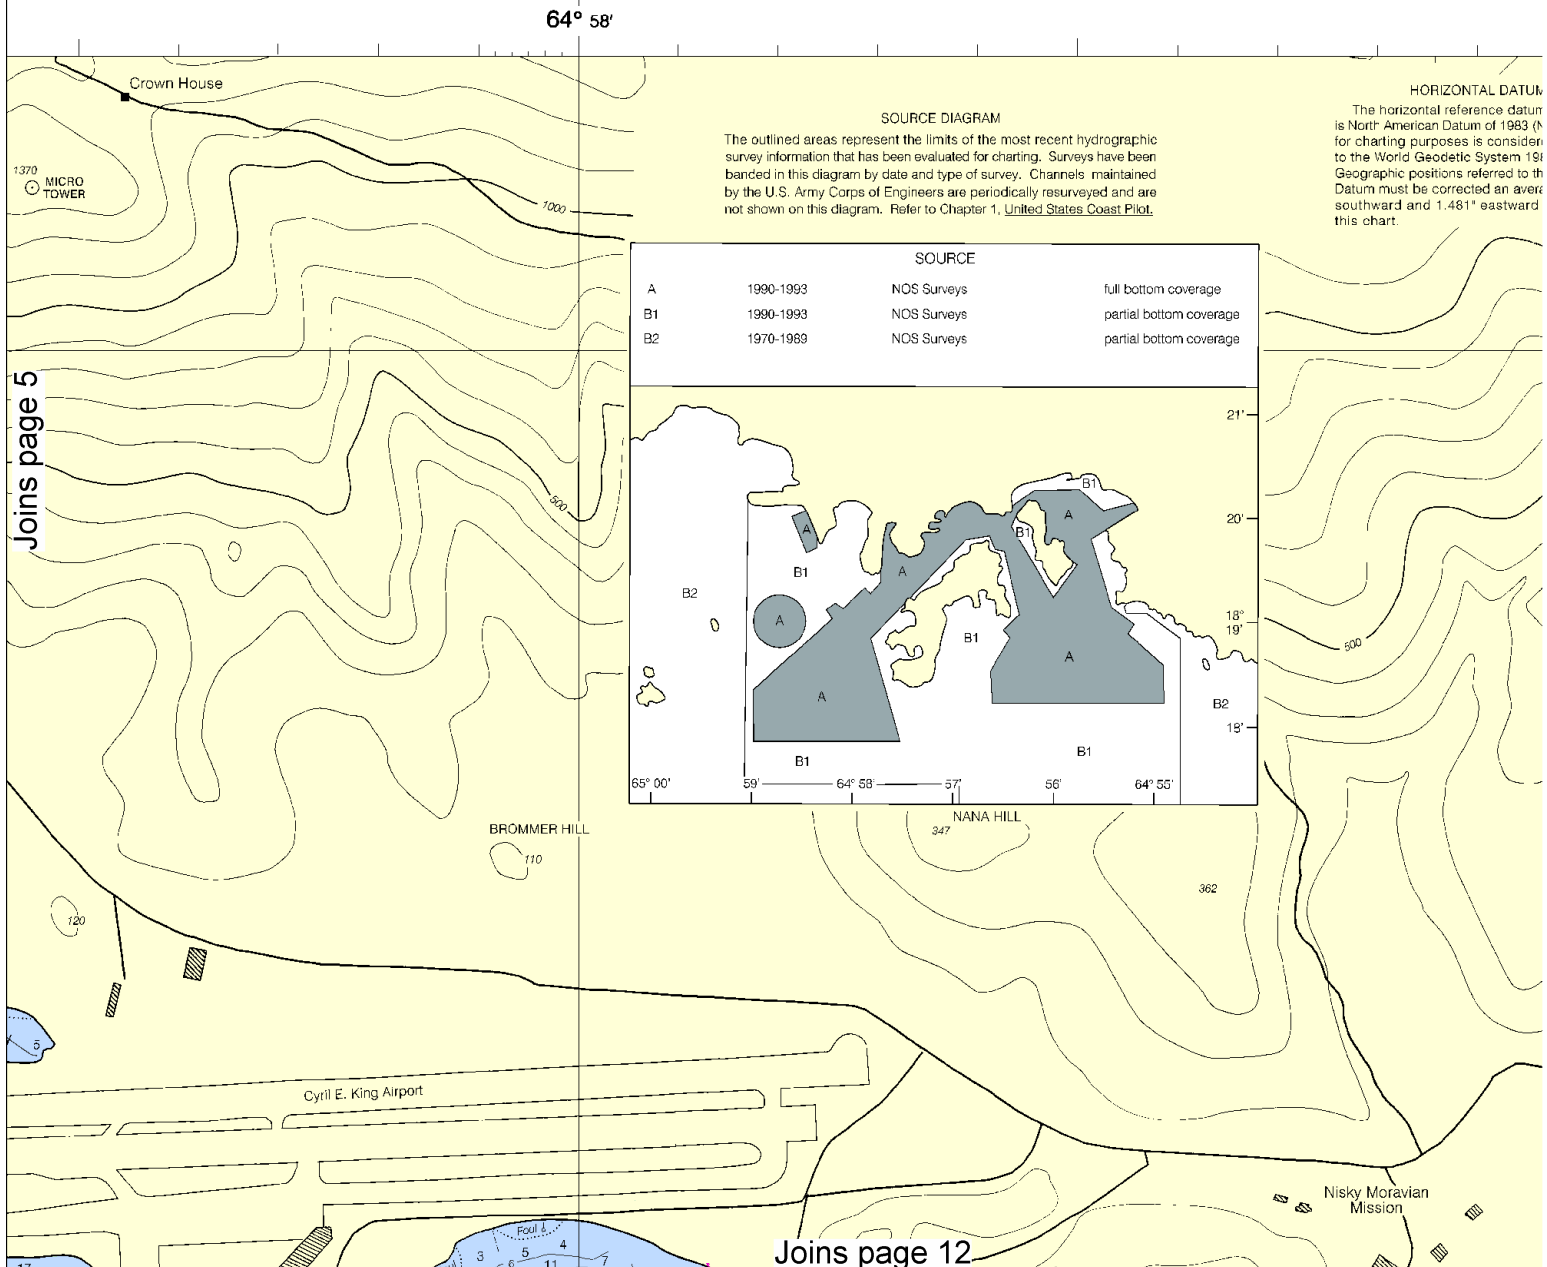 64° 58′
Crown House
1370
MICRO
TOWER
1000
SOURCE DIAGRAM
The outlined areas represent the limits of the most recent hydrographic
survey information that has been evaluated for charting. Surveys have been
banded in this diagram by date and type of survey. Channels maintained
by the U.S. Army Corps of Engineers are periodically resurveyed and are
not shown on this diagram. Refer to Chapter 1, United States Coast Pilot.
HORIZONTAL DATUM
The horizontal reference datum
is North American Datum of 1983 (N
for charting purposes is consider
to the World Geodetic System 198
Geographic positions referred to th
Datum must be corrected an avera
southward and 1.481" eastward
this chart.
SOURCE
A 1990-1993 NOS Surveys full bottom coverage
B1 1990-1993 NOS Surveys partial bottom coverage
B2 1970-1989 NOS Surveys partial bottom coverage
Joins page 5
500
21′
B1
20′
A
A
B1
B1
A
B2
A
18°
19′
B1
500
A
A
B2
18′
B1
B1
65° 00′
59′
64° 58′
57′
56′
64° 55′
NANA HILL
347
BROMMER HILL
110
362
120
5
Cyril E. King Airport
Nisky Moravian
Mission
Foul
3
5
4
6
11
7
17
Joins page 12